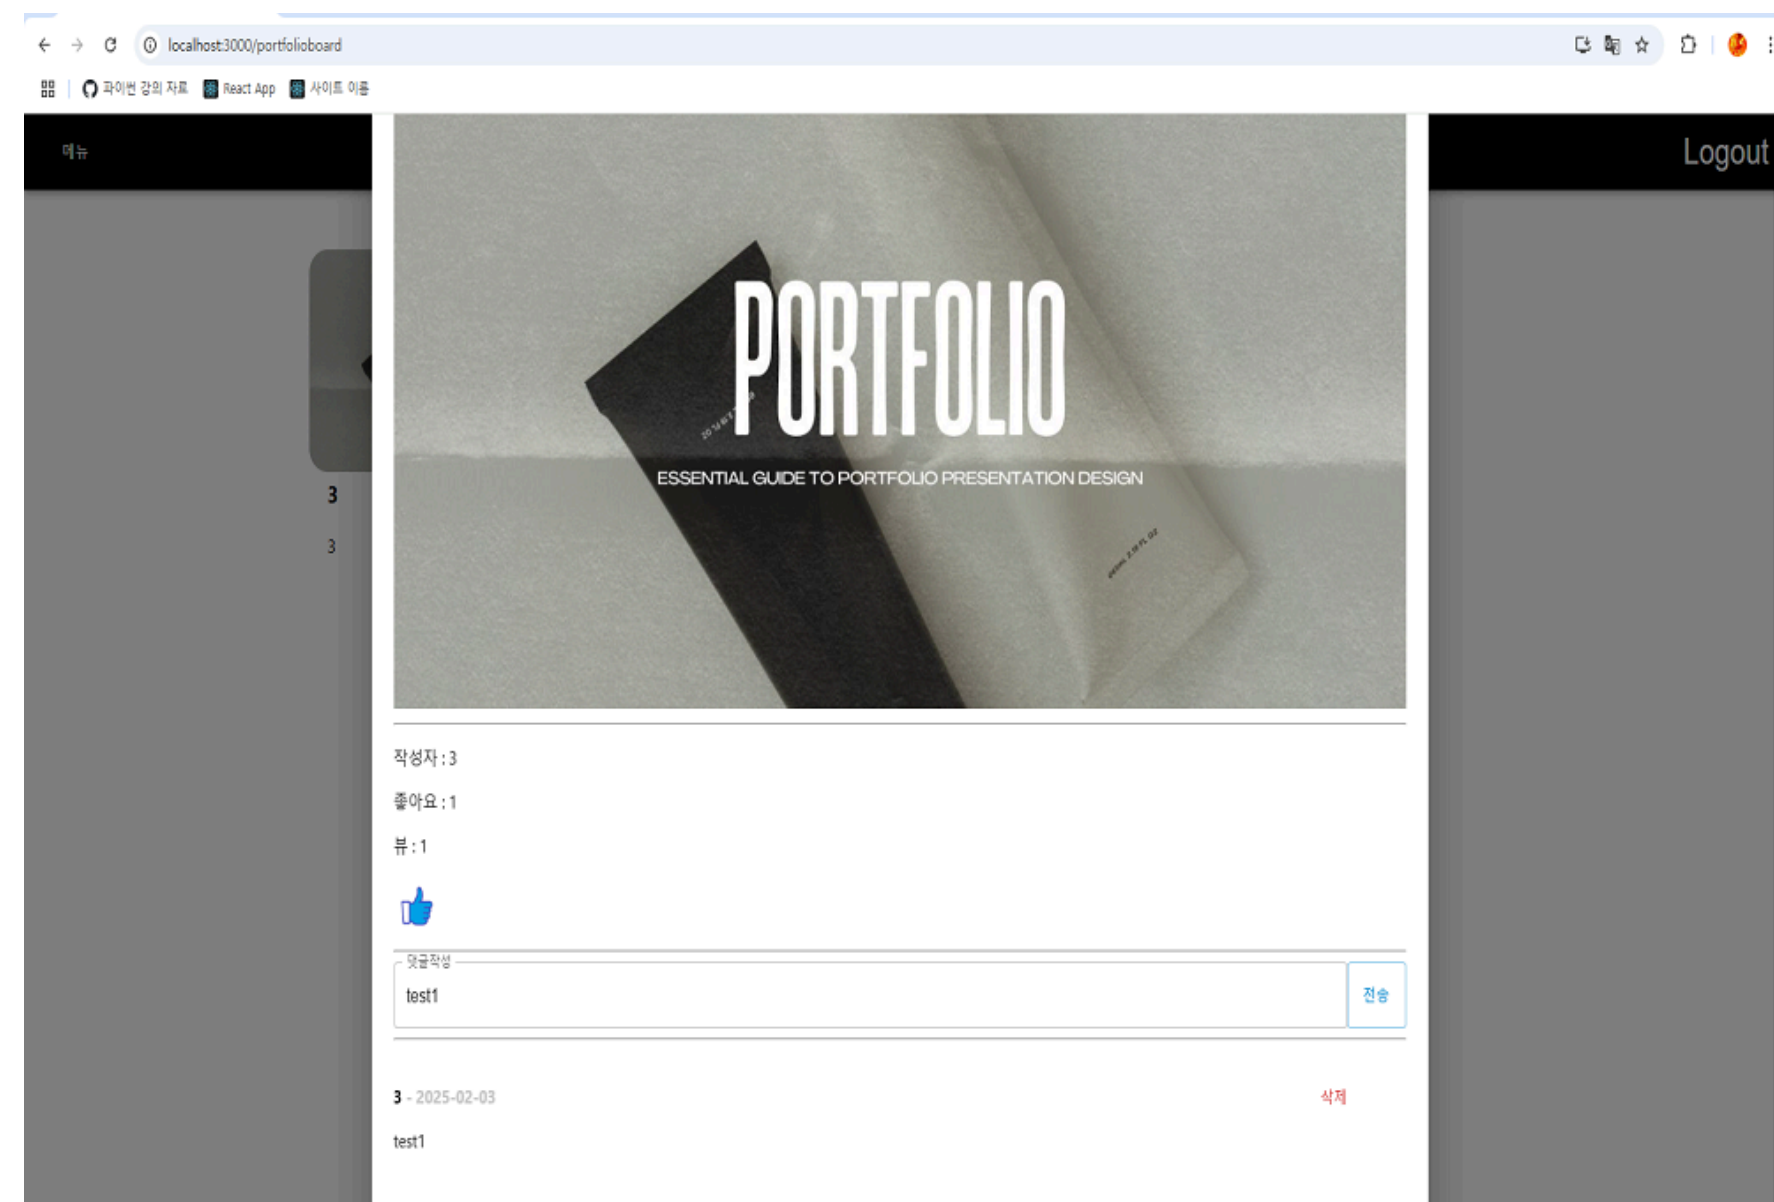 localhost:3000/portfolioboard
파이썬 강의 자료 React App 사이트 이용
메뉴
Logout
PORTFOLIO
ESSENTIAL GUIDE TO PORTFOLIO PRESENTATION DESIGN
3
3
작성자 : 3
좋아요 : 1
뷰 : 1
댓글작성
test1
전송
3 - 2025-02-03
삭제
test1